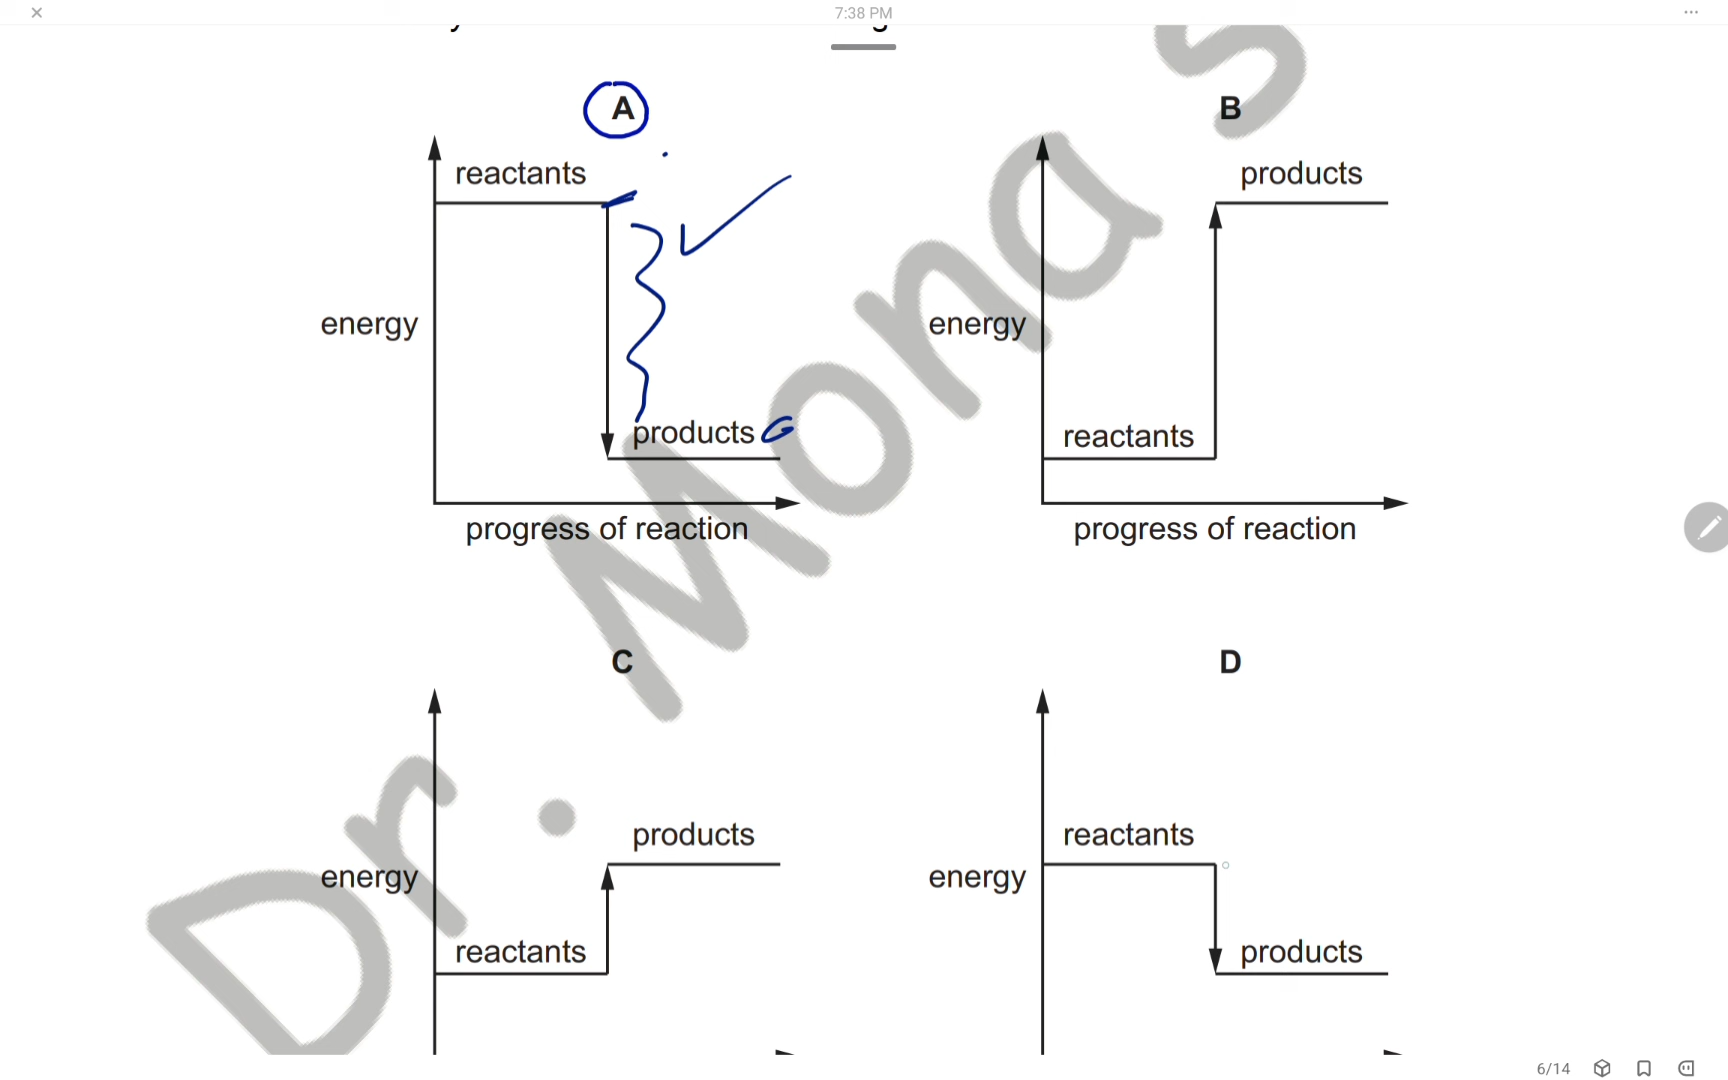 7:38 PM
A
reactants
energy
products
progress of reaction
B
products
energy
reactants
progress of reaction
C
products
energy
reactants
D
reactants
energy
products
Dr. Mona s
6/14